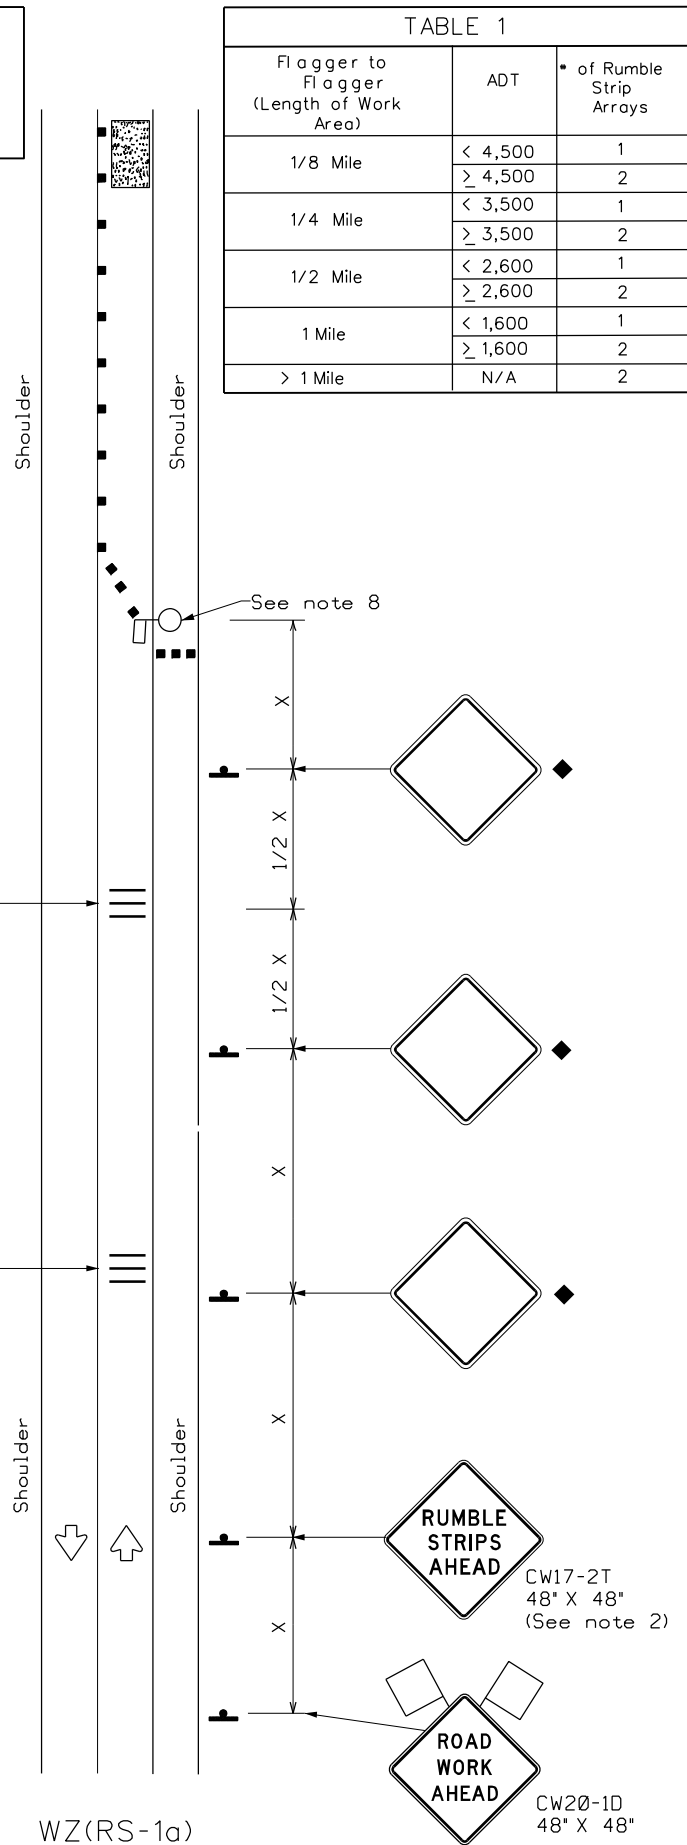 TABLE 1
Flagger to
Flagger
(Length of Work
Area)
ADT
* of Rumble
Strip
Arrays
1/8 Mile
< 4,500
1
≥ 4,500
2
1/4 Mile
< 3,500
1
≥ 3,500
2
1/2 Mile
< 2,600
1
≥ 2,600
2
1 Mile
< 1,600
1
≥ 1,600
2
> 1 Mile
N/A
2
Shoulder
Shoulder
See note 8
X
1/2 X
1/2 X
X
X
Shoulder
Shoulder
RUMBLE
STRIPS
AHEAD
CW17-2T
48" X 48"
(See note 2)
X
ROAD
WORK
AHEAD
CW20-1D
48" X 48"
WZ(RS-1a)